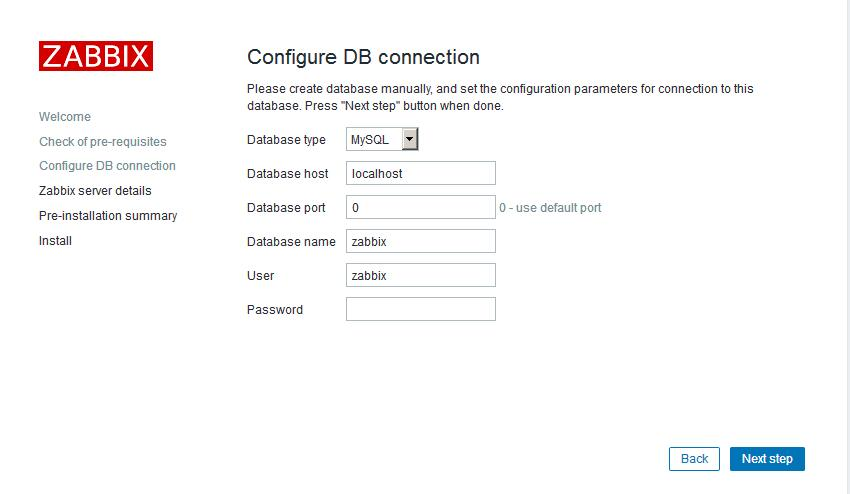 ZABBIX
Welcome
Check of pre-requisites
Configure DB connection
Zabbix server details
Pre-installation summary
Install
Configure DB connection
Please create database manually, and set the configuration parameters for connection to this
database. Press "Next step" button when done.
Database type MySQL
Database host localhost
Database port 0 0 - use default port
Database name zabbix
User zabbix
Password
Back Next step